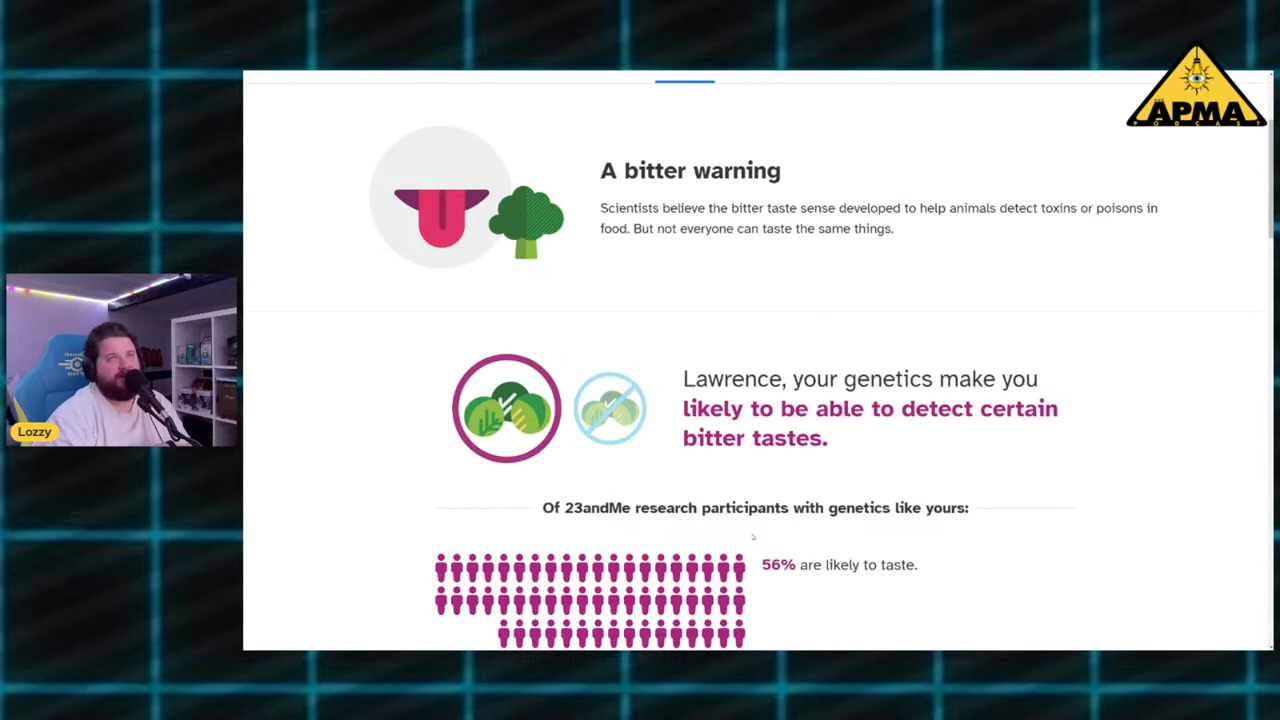 A bitter warning
Scientists believe the bitter taste sense developed to help animals detect toxins or poisons in
food. But not everyone can taste the same things.
Lawrence, your genetics make you
likely to be able to detect certain
bitter tastes.
Of 23andMe research participants with genetics like yours:
56% are likely to taste.
Lozzy
THE
APMA
PODCAST